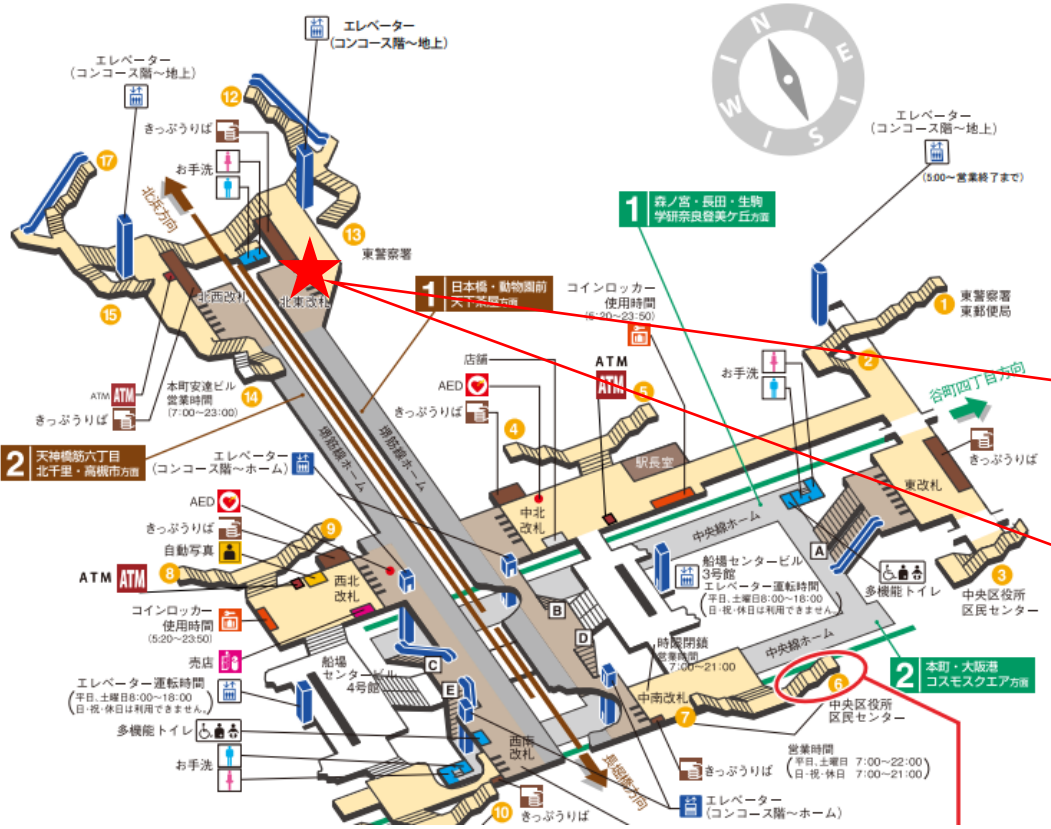 エレベーター
(コンコース階～地上)
エレベーター
(コンコース階～地上)
N
E
S
W
I
I
I
I
エレベーター
(コンコース階～地上)
(5:00～営業終了まで)
12
きっぷうりば
お手洗
17
北浜方向
13
東警察署
1 森ノ宮・長田・生駒
学研奈良登美ケ丘方面
15
北西改札
北東改札
1 日本橋・動物園前
天下茶屋方面
コインロッカー
使用時間
(5:20～23:50)
1
東警察署
東郵便局
2
ATM
ATM
ATM ATM
きっぷうりば
本町安達ビル
営業時間
(7:00～23:00)
14
店舗
AED
きっぷうりば
4
5
お手洗
谷町四丁目方向
2 天神橋筋六丁目
北千里・高槻市方面
エレベーター
(コンコース階～ホーム)
堺筋線ホーム
堺筋線ホーム
駅長室
きっぷうりば
中北
改札
東改札
中央線ホーム
AED
きっぷうりば
自動写真
ATM ATM
9
8
西北
改札
A
船場センタービル
3号館
エレベーター運転時間
(平日、土曜日8:00～18:00
日・祝・休日は利用できません。)
多機能トイレ
3
中央区役所
区民センター
コインロッカー
使用時間
(5:20～23:50)
売店
B
D
C
E
時限閉鎖
営業時間
7:00～21:00
中央線ホーム
2 本町・大阪港
コスモスクエア方面
船場
センタービル
4号館
エレベーター運転時間
(平日、土曜日8:00～18:00
日・祝・休日は利用できません。)
多機能トイレ
お手洗
中南改札
7
6
中央区役所
区民センター
西南
改札
長堀橋方向
きっぷうりば
営業時間
(平日、土曜日 7:00～22:00
日・祝・休日 7:00～21:00)
10
きっぷうりば
エレベーター
(コンコース階～ホーム)